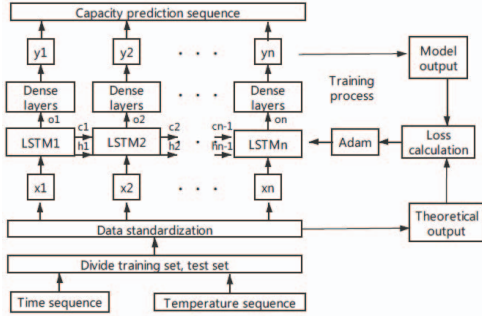 Capacity prediction sequence
y1
y2
. . .
yn
Model
output
Dense
layers
Dense
layers
. . .
Dense
layers
Training
process
o1
o2
on
c1
c2
cn-1
LSTM1
LSTM2
LSTMn
h1
h2
hn-1
Adam
Loss
calculation
x1
x2
. . .
xn
Theoretical
output
Data standardization
Divide training set, test set
Time sequence
Temperature sequence